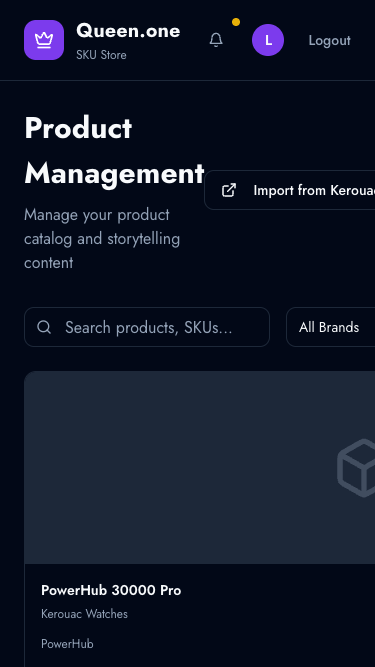 Queen.one
SKU Store
L
Logout
Product
Management
Import from Keroua
Manage your product
catalog and storytelling
content
Search products, SKUs...
All Brands
PowerHub 30000 Pro
Kerouac Watches
PowerHub